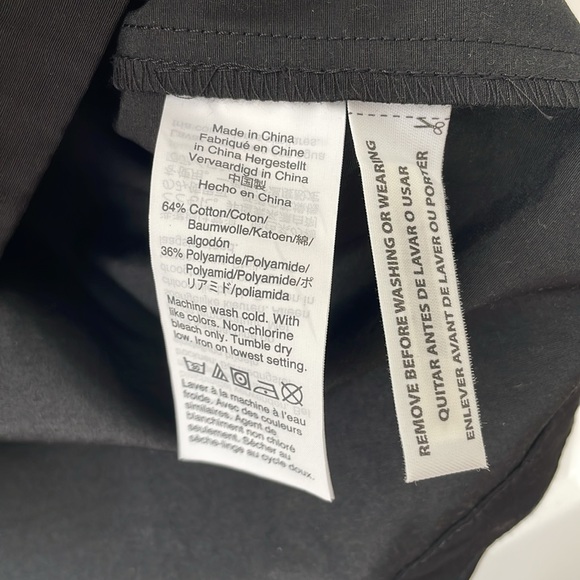 Made in China
Fabriqué en Chine
in China Hergestellt
Vervaardigd in China
中国製
Hecho en China
64% Cotton/Coton/
Baumwolle/Katoen/綿/
algodón
36% Polyamide/Polyamide/
Polyamid/Polyamide/ポ
リアミド/poliamida
Machine wash cold. With
like colors. Non-chlorine
bleach only. Tumble dry
low. Iron on lowest setting.
Laver à la machine à l'eau
froide. Avec des couleurs
similaires. Agent de
blanchiment non chloré
seulement. Sécher au
sèche-linge au cycle doux.
REMOVE BEFORE WASHING OR WEARING
QUITAR ANTES DE LAVAR O USAR
ENLEVER AVANT DE LAVER OU PORTER